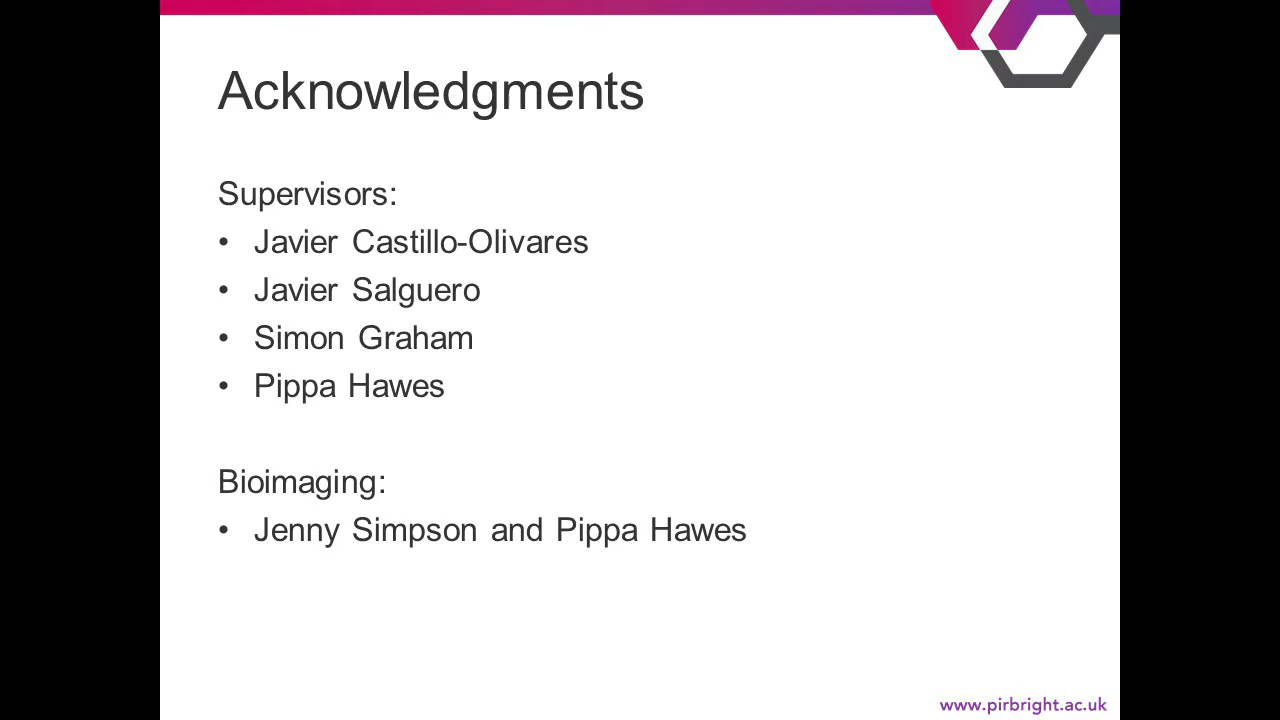 Acknowledgments
Supervisors:
• Javier Castillo-Olivares
• Javier Salguero
• Simon Graham
• Pippa Hawes
Bioimaging:
• Jenny Simpson and Pippa Hawes
www.pirbright.ac.uk